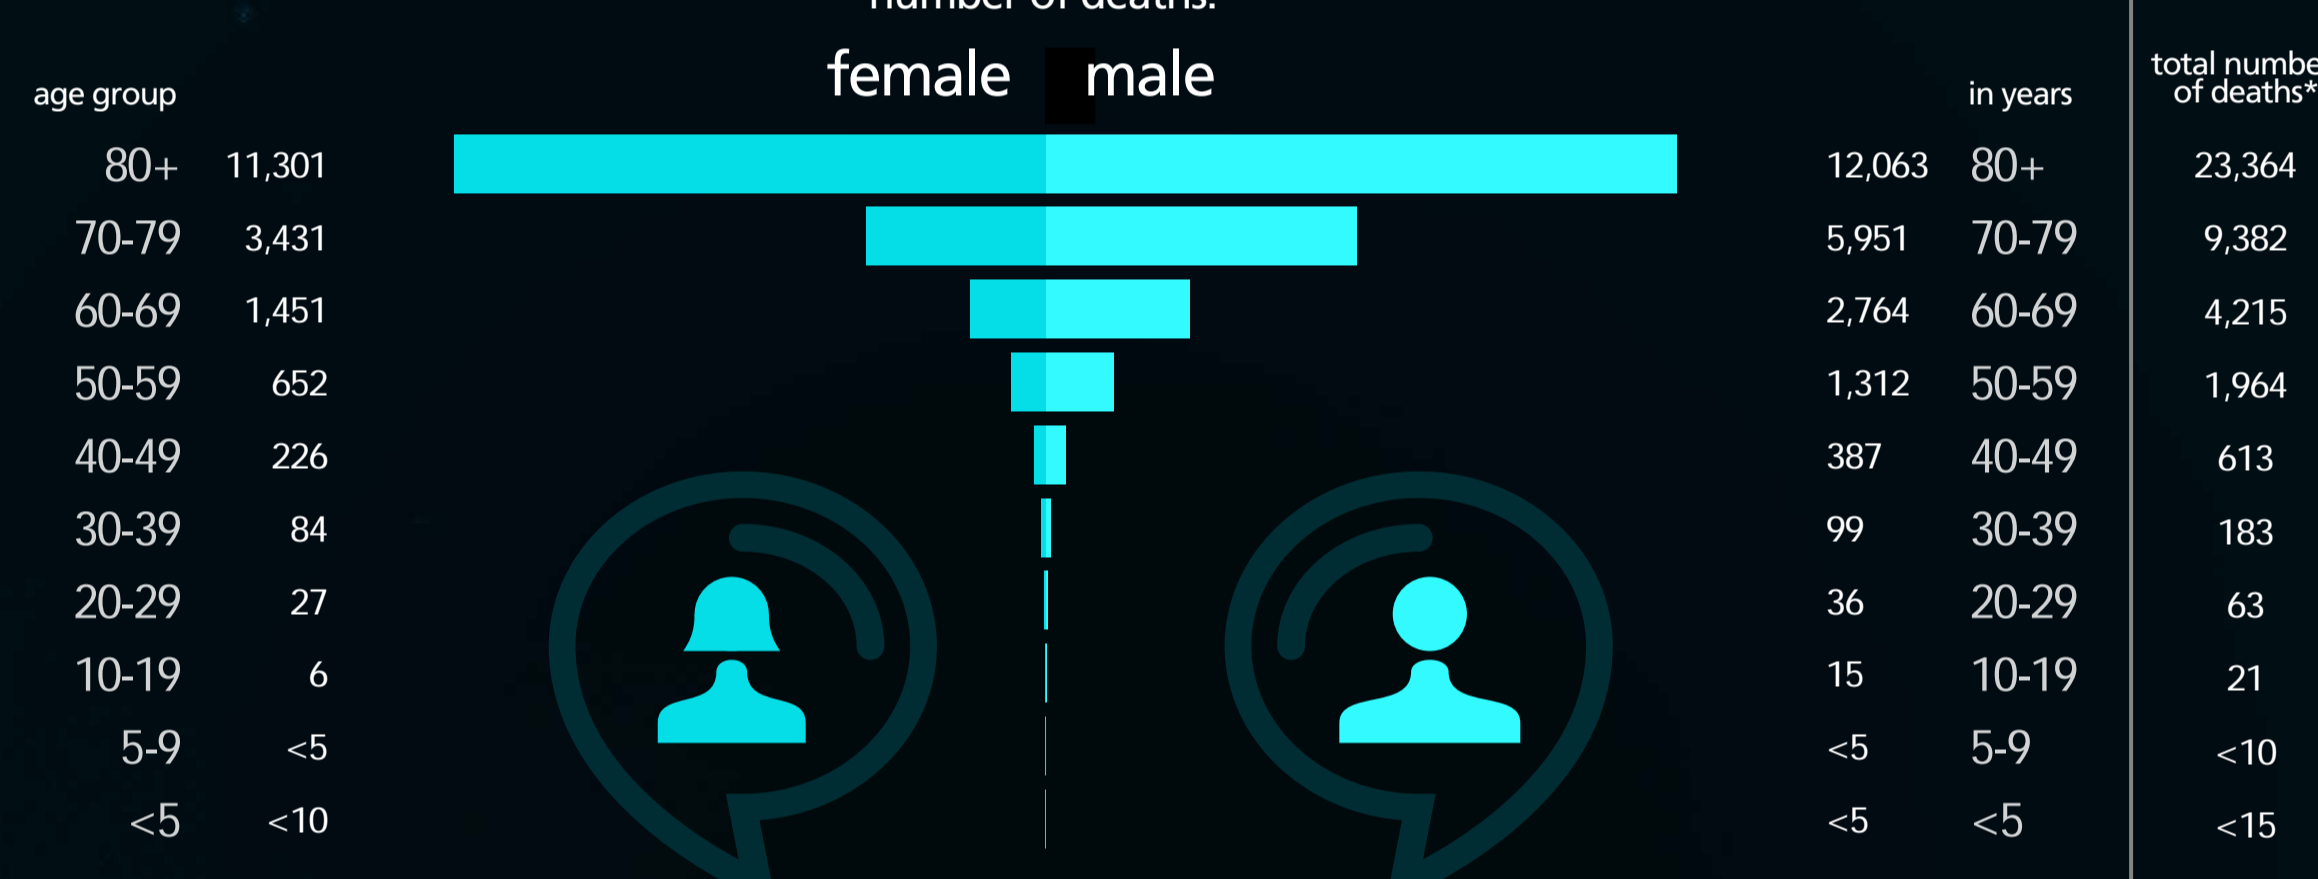 number of deaths.
female male
age group in years total numbe
of deaths*
80+ 11,301 12,063 80+ 23,364
70-79 3,431 5,951 70-79 9,382
60-69 1,451 2,764 60-69 4,215
50-59 652 1,312 50-59 1,964
40-49 226 387 40-49 613
30-39 84 99 30-39 183
20-29 27 36 20-29 63
10-19 6 15 10-19 21
5-9 <5 <5 5-9 <10
<5 <10 <5 <5 <15